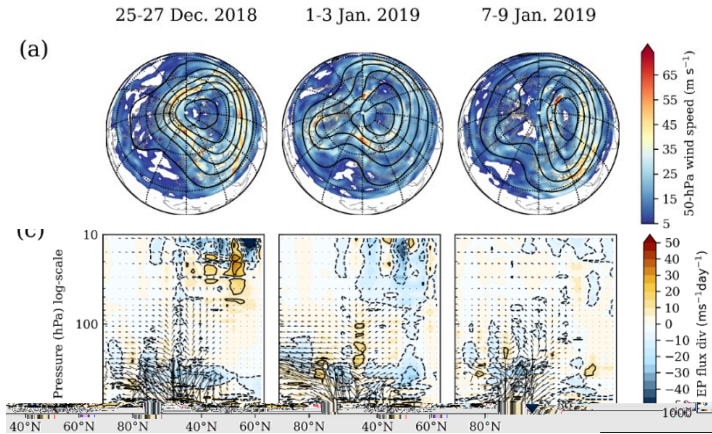 25-27 Dec. 2018 1-3 Jan. 2019 7-9 Jan. 2019
(a)
65
55
45
35
25
15
5
50-hPa wind speed (m s⁻¹)
(c)
10
100
1000
Pressure (hPa) log-scale
50
40
30
20
10
0
−10
−20
−30
−40
EP flux div (ms⁻¹day⁻¹)
40°N 60°N 80°N 40°N 60°N 80°N 40°N 60°N 80°N